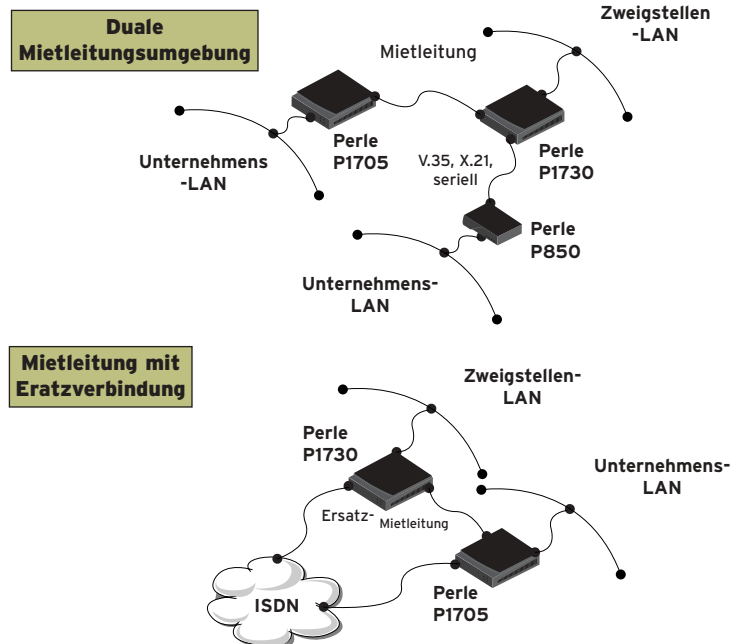 Duale
Mietleitungsumgebung
Zweigstellen
-LAN
Mietleitung
Perle
P1705
Unternehmens
-LAN
V.35, X.21,
seriell
Perle
P1730
Perle
P850
Unternehmens-
LAN
Mietleitung mit
Eratzverbindung
Zweigstellen-
LAN
Perle
P1730
Unternehmens-
LAN
Ersatz-
Mietleitung
ISDN
Perle
P1705